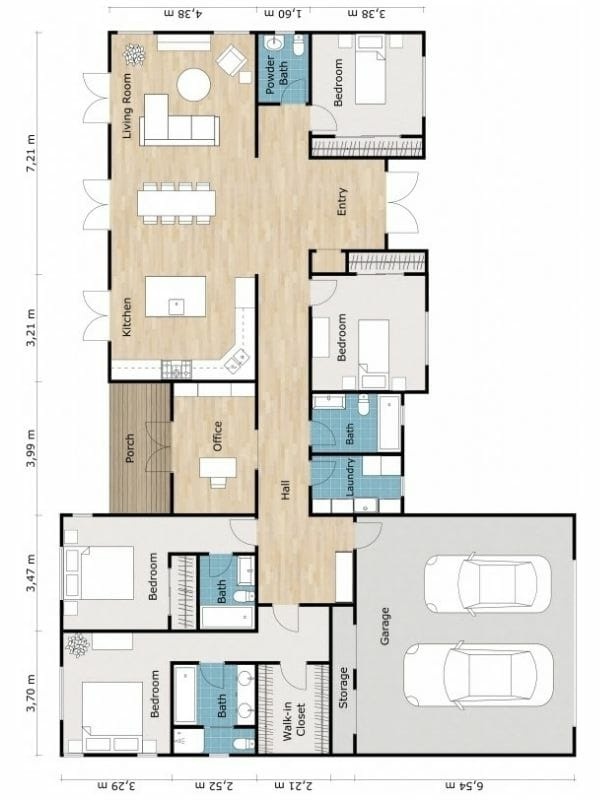 4,38 m
1,60 m
3,38 m
Living Room
Powder
Bath
Bedroom
7,21 m
Entry
Kitchen
3,21 m
Bedroom
Porch
Office
Bath
3,99 m
Laundry
Hall
Bedroom
Bath
3,47 m
Garage
Bedroom
Bath
Walk-in
Closet
Storage
3,70 m
3,29 m
2,52 m
2,21 m
6,54 m